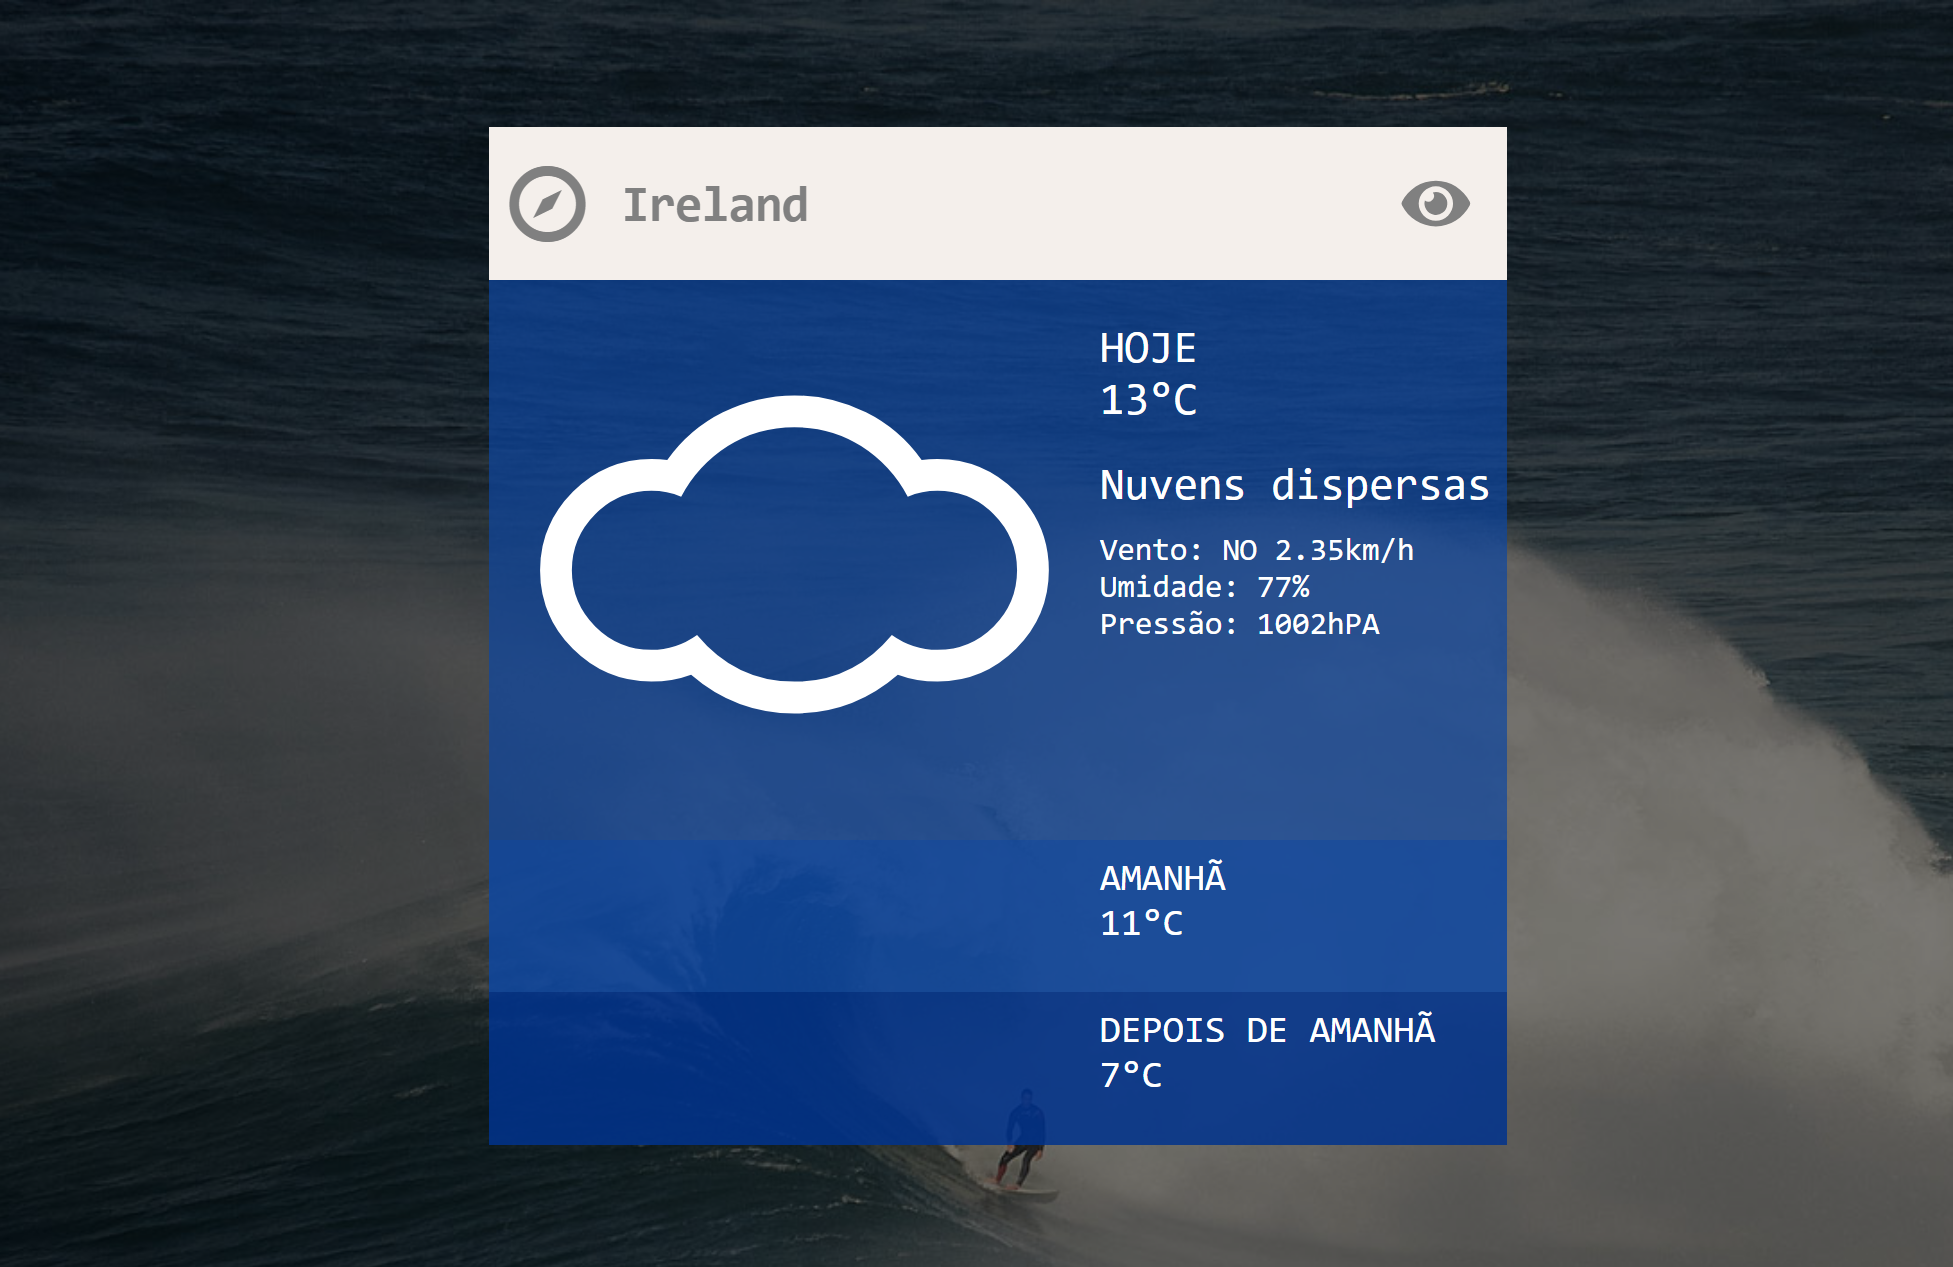 Ireland
HOJE
13°C
Nuvens dispersas
Vento: NO 2.35km/h
Umidade: 77%
Pressão: 1002hPA
AMANHÃ
11°C
DEPOIS DE AMANHÃ
7°C